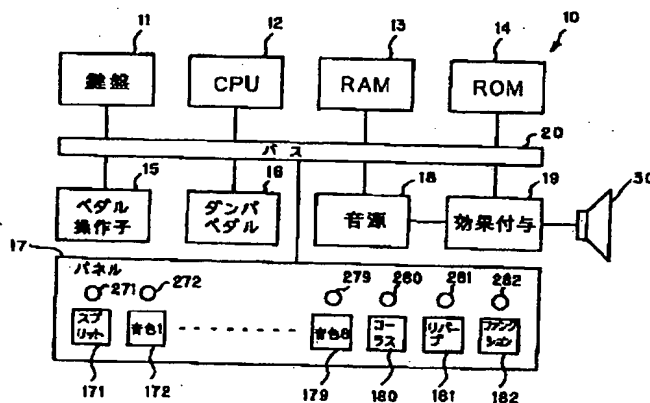 11 12 13 14 10
鍵盤 CPU RAM ROM
20
バス
15 16 18 19 30
ペダル
操作子
ダンパ
ペダル
音源 効果付与
17
パネル
271 272 279 280 281 282
スプ
リット
音色1
音色8
コー
ラス
リバー
ブ
ファンク
ション
171 172 179 180 181 182